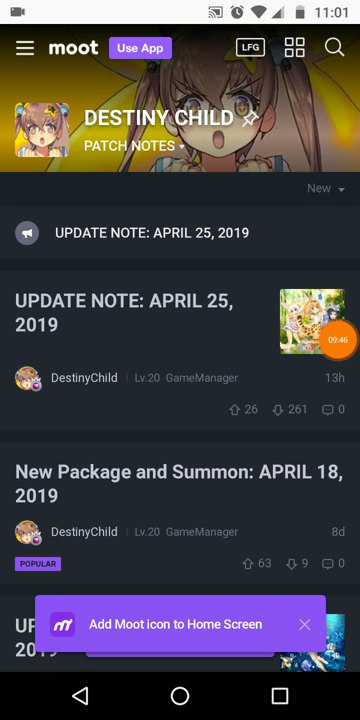 11:01
moot
Use App
LFG
DESTINY CHILD
PATCH NOTES
New
UPDATE NOTE: APRIL 25, 2019
UPDATE NOTE: APRIL 25,
2019
09:46
DestinyChild Lv.20 GameManager 13h
26 261 0
New Package and Summon: APRIL 18,
2019
DestinyChild Lv.20 GameManager 8d
POPULAR 63 9 0
Add Moot icon to Home Screen